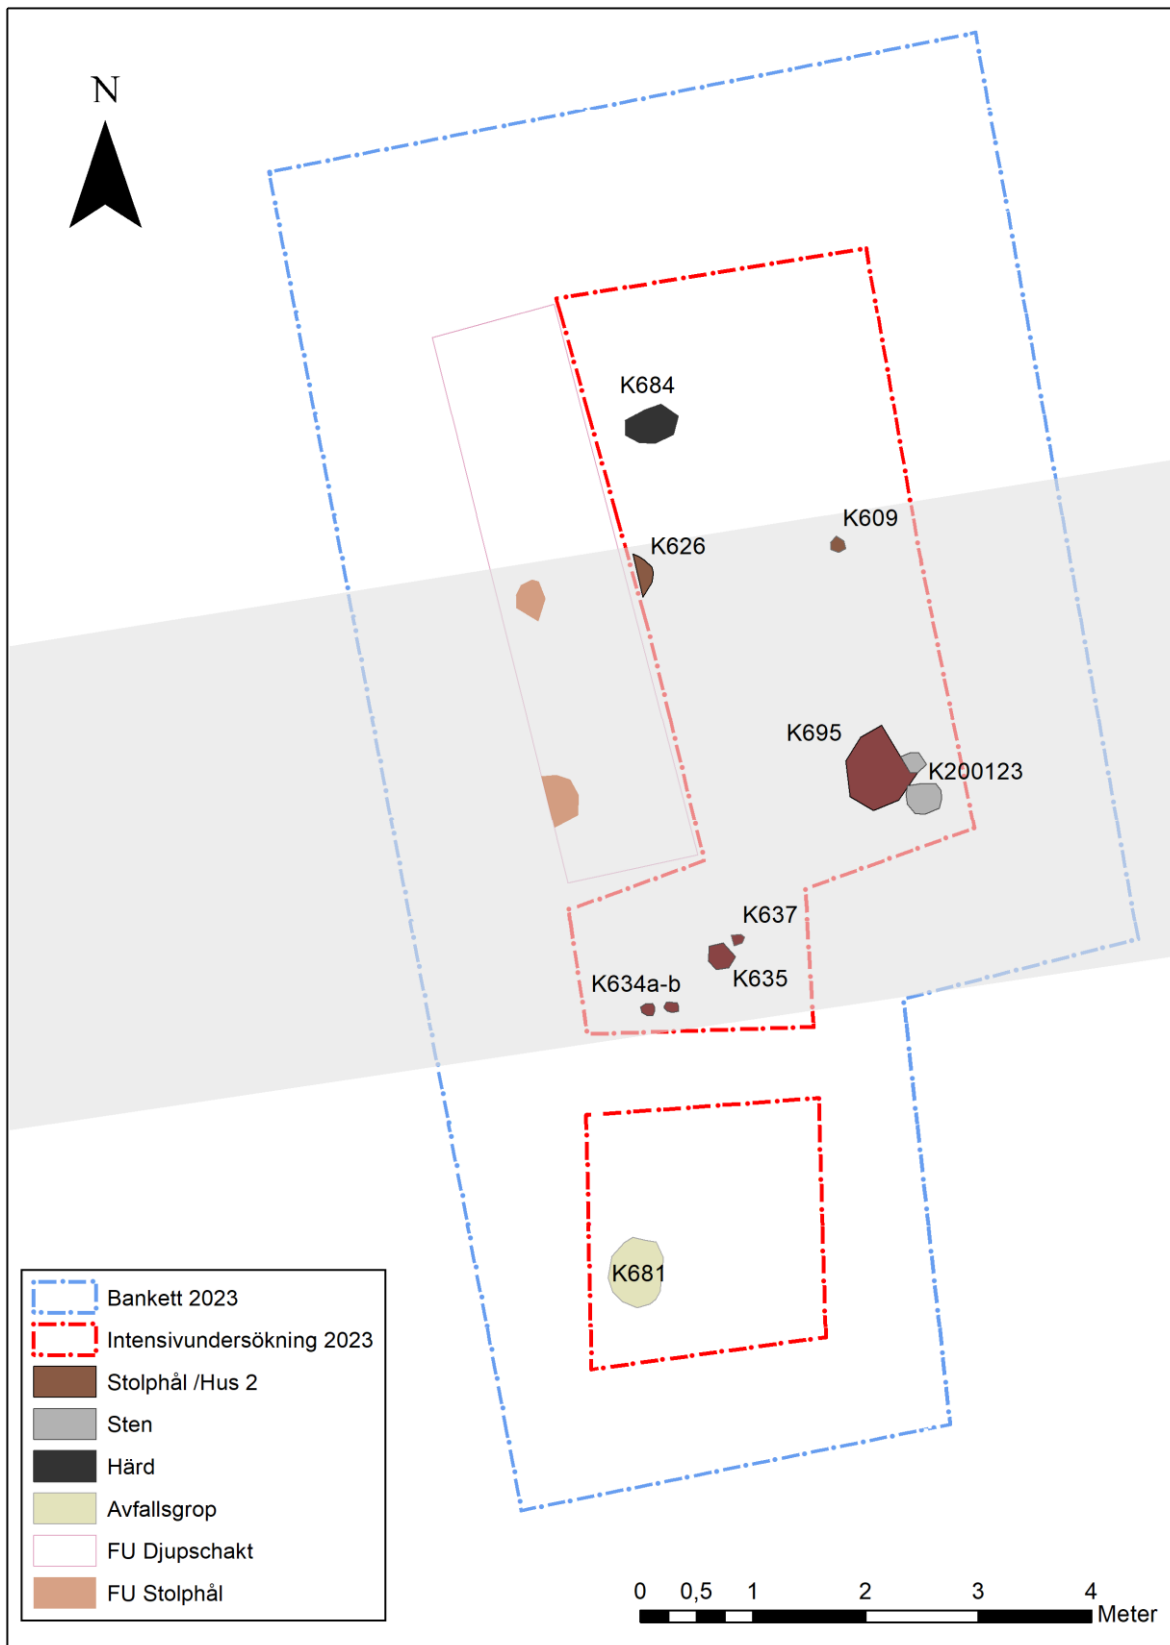 N
K684
K609
K626
K695
K200123
K637
K634a-b
K635
K681
Bankett 2023
Intensivundersökning 2023
Stolphål /Hus 2
Sten
Härd
Avfallsgrop
FU Djupschakt
FU Stolphål
0 0,5 1 2 3 4
Meter